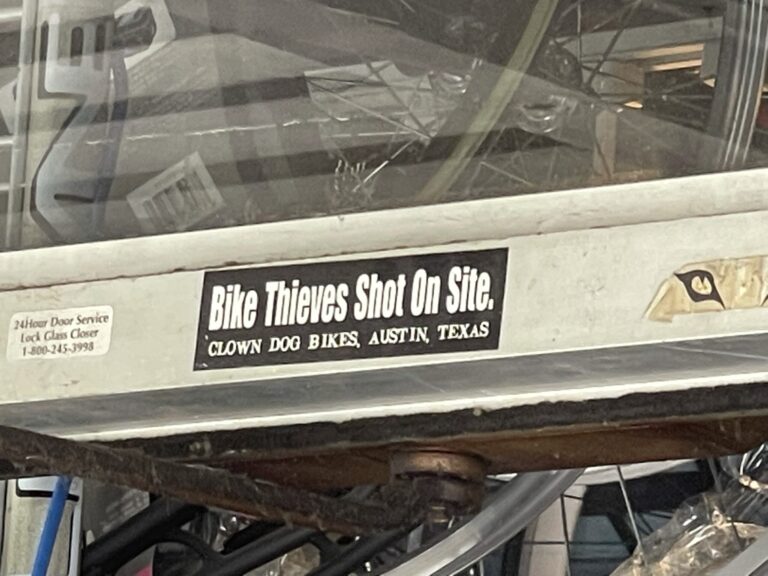 24Hour Door Service
Lock Glass Closer
1-800-245-3998
Bike Thieves Shot On Site.
CLOWN DOG BIKES, AUSTIN, TEXAS